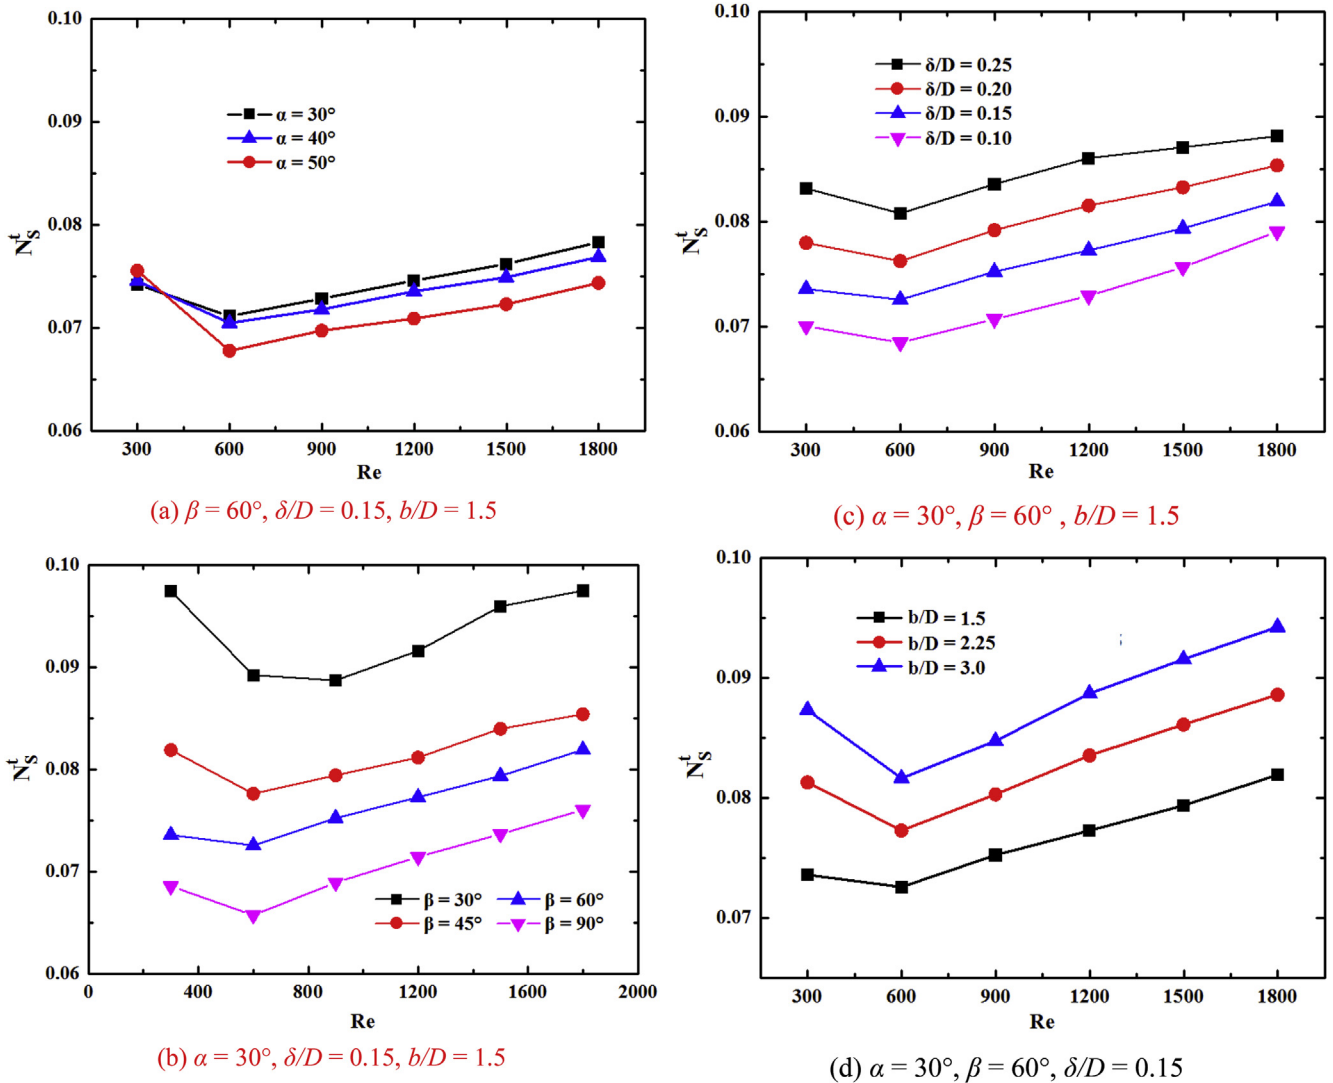 0.10
0.09
0.08
0.07
0.06
N_S^t
α = 30°
α = 40°
α = 50°
300 600 900 1200 1500 1800
Re
(a) β = 60°, δ/D = 0.15, b/D = 1.5
0.10
0.09
0.08
0.07
0.06
N_S^t
δ/D = 0.25
δ/D = 0.20
δ/D = 0.15
δ/D = 0.10
300 600 900 1200 1500 1800
Re
(c) α = 30°, β = 60° , b/D = 1.5
0.10
0.09
0.08
0.07
0.06
N_S^t
β = 30° β = 60°
β = 45° β = 90°
0 400 800 1200 1600 2000
Re
(b) α = 30°, δ/D = 0.15, b/D = 1.5
0.10
0.09
0.08
0.07
N_S^t
b/D = 1.5
b/D = 2.25
b/D = 3.0
300 600 900 1200 1500 1800
Re
(d) α = 30°, β = 60°, δ/D = 0.15